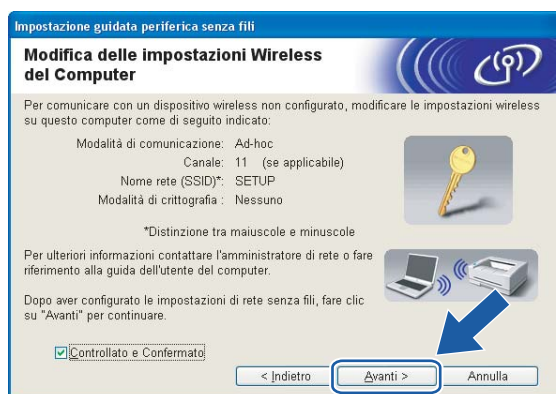 Impostazione guidata periferica senza fili
Modifica delle impostazioni Wireless
del Computer
Per comunicare con un dispositivo wireless non configurato, modificare le impostazioni wireless
su questo computer come di seguito
indicato:
Modalità di comunicazione: Ad-hoc
Canale: 11 (se applicabile)
Nome rete (SSID)*: SETUP
Modalità di crittografia : Nessuno
*Distinzione tra maiuscole e minuscole
Per ulteriori informazioni contattare l'amministratore di rete o fare
riferimento alla guida dell'utente del computer.
Dopo aver configurato le impostazioni di rete senza fili, fare clic
su "Avanti" per continuare.
Controllato e Confermato
< Indietro Avanti > Annulla